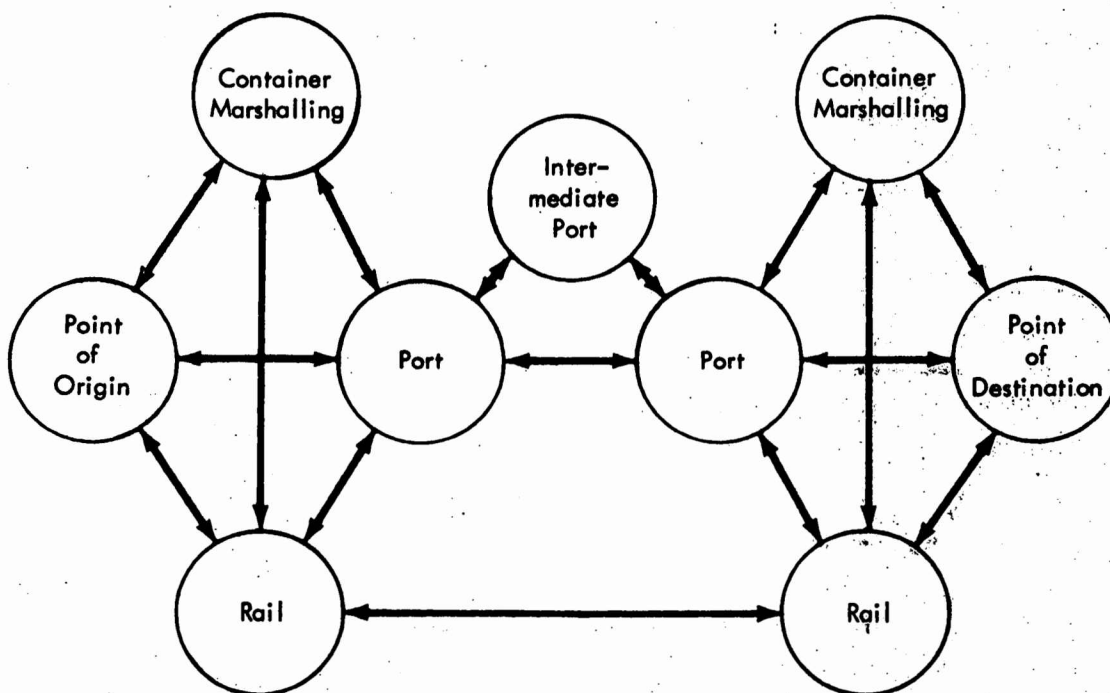 Container
Marshalling
Container
Marshalling
Inter-
mediate
Port
Point
of
Origin
Port
Port
Point
of
Destination
Rail
Rail